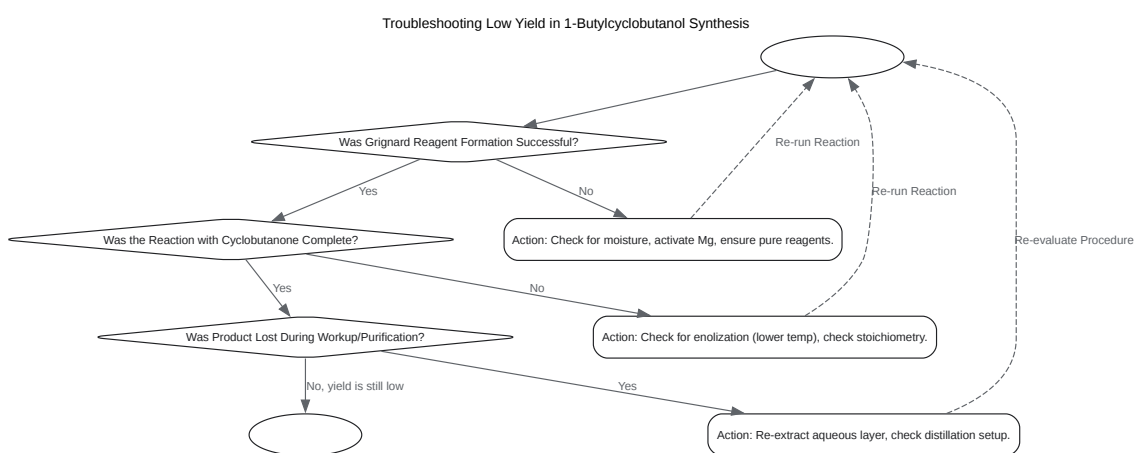 Troubleshooting Low Yield in 1-Butylcyclobutanol Synthesis
Was Grignard Reagent Formation Successful?
Re-run Reaction
Yes
No
Re-run Reaction
Was the Reaction with Cyclobutanone Complete?
Action: Check for moisture, activate Mg, ensure pure reagents.
Re-evaluate Procedure
Yes
No
Was Product Lost During Workup/Purification?
Action: Check for enolization (lower temp), check stoichiometry.
No, yield is still low
Yes
Action: Re-extract aqueous layer, check distillation setup.